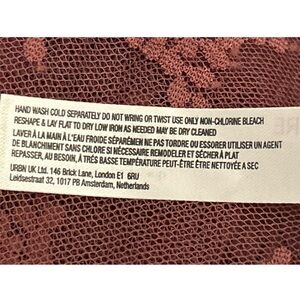 HAND WASH COLD SEPARATELY DO NOT WRING OR TWIST USE ONLY NON-CHLORINE BLEACH
RESHAPE & LAY FLAT TO DRY LOW IRON AS NEEDED MAY BE DRY CLEANED
LAVER À LA MAIN À L'EAU FROIDE SÉPARÉMEN NE PAS TORDRE OU ESSORER UTILISER UN AGENT
DE BLANCHIMENT SANS CHLORE SI NÉCESSAIRE REMODELER ET SÉCHER À PLAT
REPASSER, AU BESOIN, À TRÈS BASSE TEMPÉRATURE PEUT-ÊTRE ÊTRE NETTOYÉE A SEC
URBN UK Ltd. 146 Brick Lane, London E1 6RU
Leidsestraat 32, 1017 PB Amsterdam, Netherlands